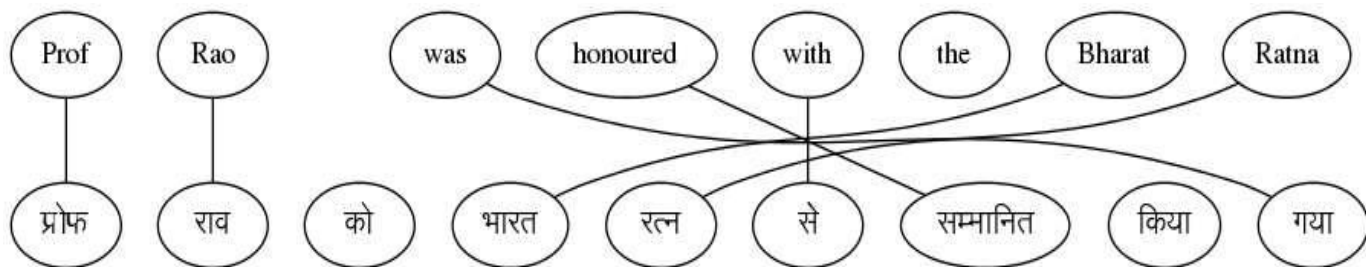 Prof Rao was honoured with the Bharat Ratna
प्रोफ राव को भारत रत्न से सम्मानित किया गया